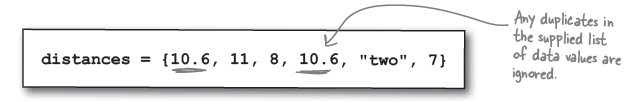 distances = {10.6, 11, 8, 10.6, "two", 7}
Any duplicates in
the supplied list
of data values are
ignored.